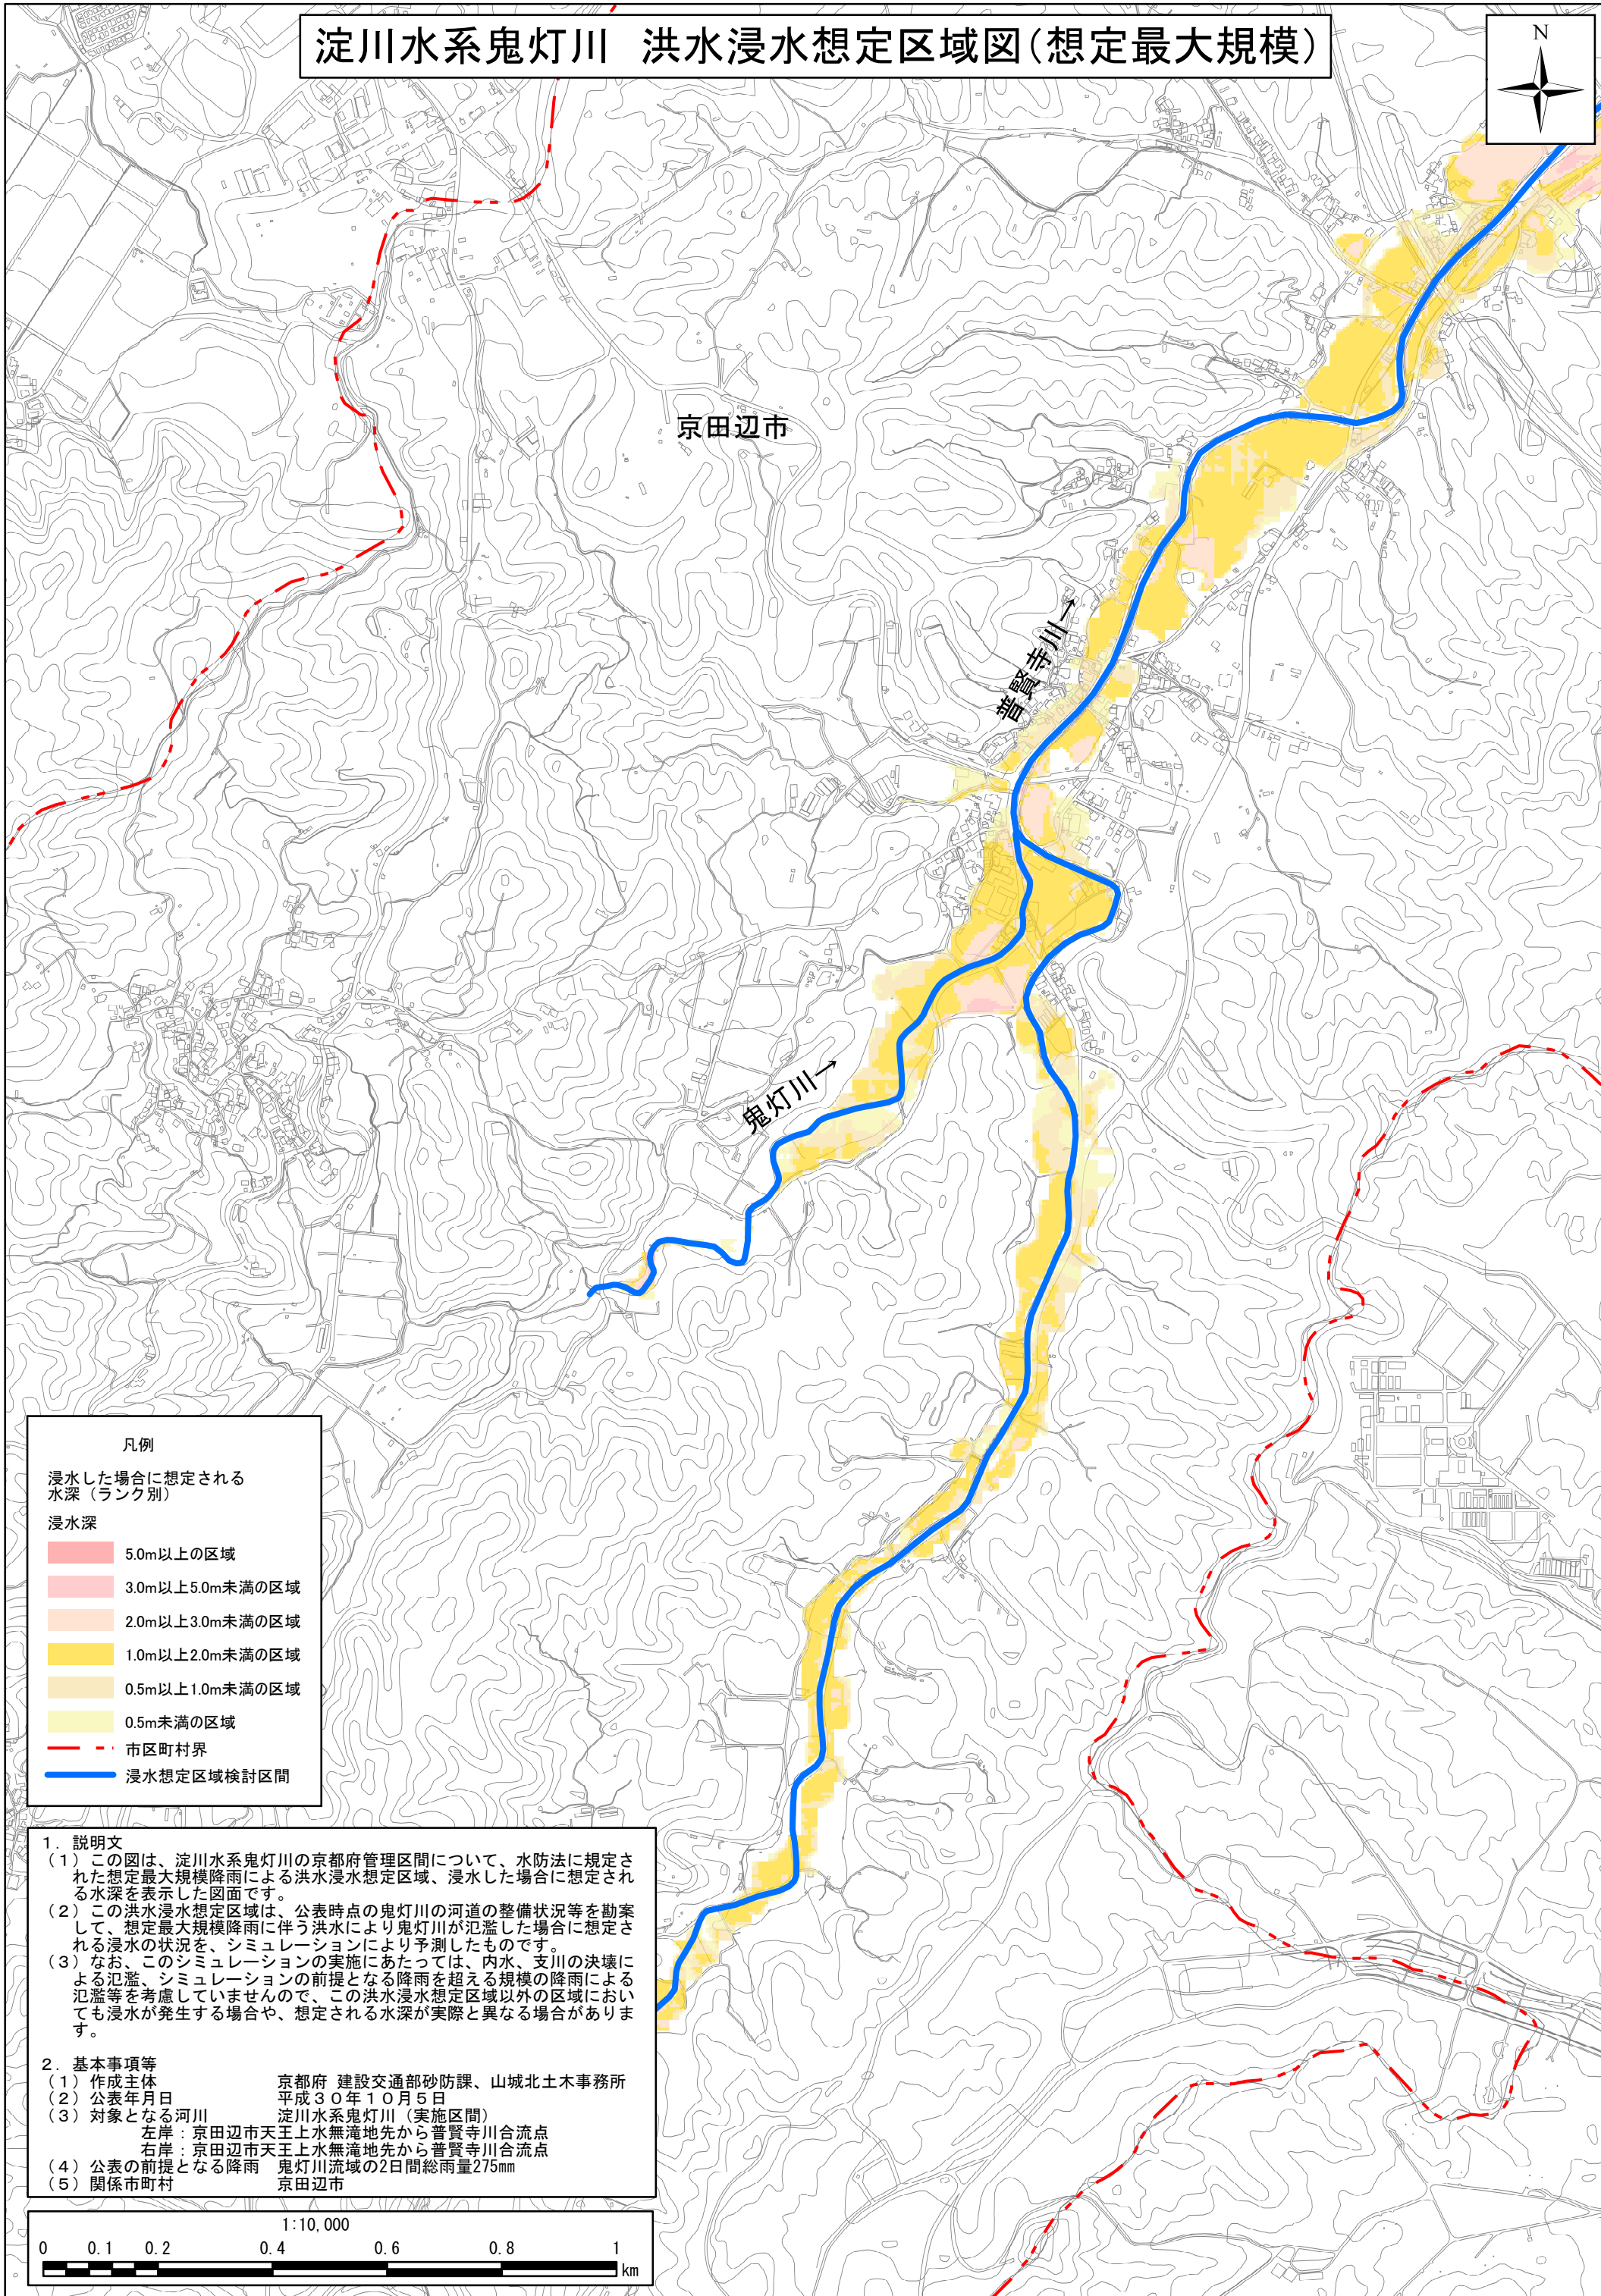 淀川水系鬼灯川　洪水浸水想定区域図(想定最大規模)
N
京田辺市
普賢寺川→
鬼灯川→
凡例
浸水した場合に想定される
水深（ランク別）
浸水深
5.0m以上の区域
3.0m以上5.0m未満の区域
2.0m以上3.0m未満の区域
1.0m以上2.0m未満の区域
0.5m以上1.0m未満の区域
0.5m未満の区域
市区町村界
浸水想定区域検討区間
１．説明文
（１）この図は、淀川水系鬼灯川の京都府管理区間について、水防法に規定さ
れた想定最大規模降雨による洪水浸水想定区域、浸水した場合に想定され
る水深を表示した図面です。
（２）この洪水浸水想定区域は、公表時点の鬼灯川の河道の整備状況等を勘案
して、想定最大規模降雨に伴う洪水により鬼灯川が氾濫した場合に想定さ
れる浸水の状況を、シミュレーションにより予測したものです。
（３）なお、このシミュレーションの実施にあたっては、内水、支川の決壊に
よる氾濫、シミュレーションの前提となる降雨を超える規模の降雨による
氾濫等を考慮していませんので、この洪水浸水想定区域以外の区域におい
ても浸水が発生する場合や、想定される水深が実際と異なる場合がありま
す。
２．基本事項等
（１）作成主体　京都府 建設交通部砂防課、山城北土木事務所
（２）公表年月日　平成３０年１０月５日
（３）対象となる河川　淀川水系鬼灯川（実施区間）
左岸：京田辺市天王上水無滝地先から普賢寺川合流点
右岸：京田辺市天王上水無滝地先から普賢寺川合流点
（４）公表の前提となる降雨　鬼灯川流域の2日間総雨量275mm
（５）関係市町村　京田辺市
1:10,000
0 0.1 0.2 0.4 0.6 0.8 1
km